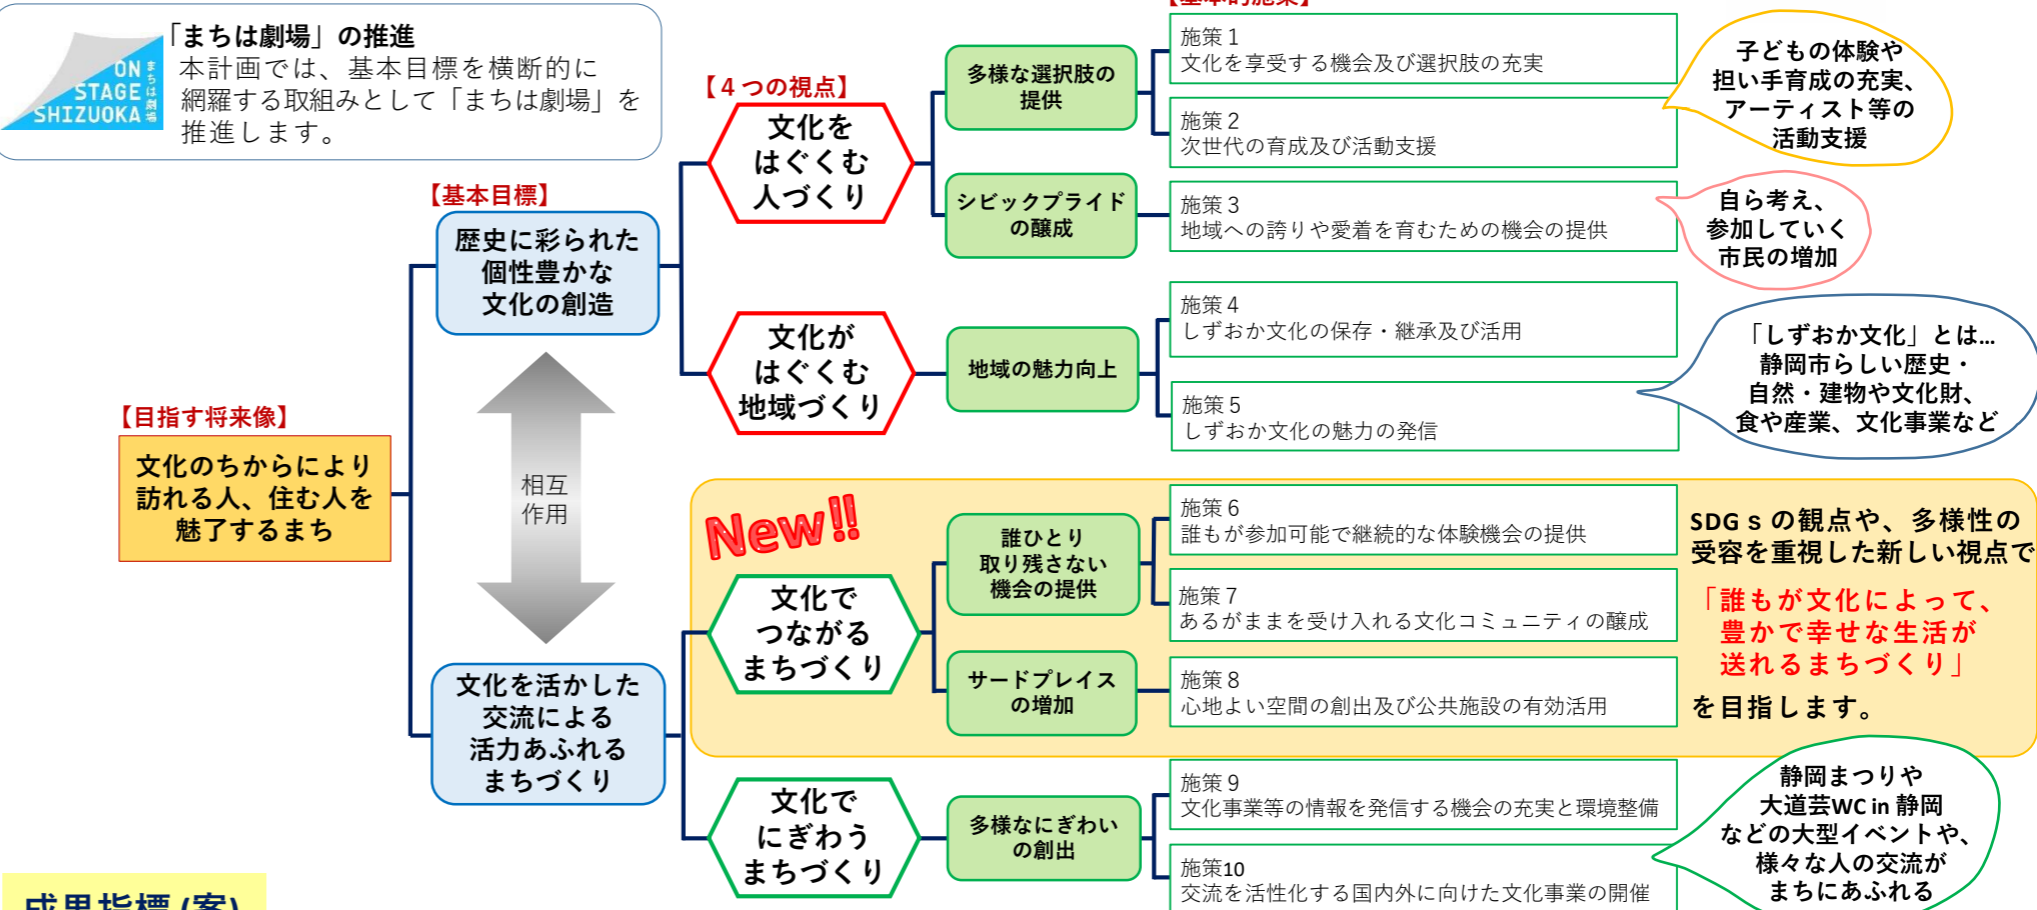 【基本的施策】
「まちは劇場」の推進
本計画では、基本目標を横断的に
網羅する取組みとして「まちは劇場」を
推進します。
ON
STAGE
SHIZUOKA
まちは劇場
【目指す将来像】
文化のちからにより
訪れる人、住む人を
魅了するまち
【基本目標】
歴史に彩られた
個性豊かな
文化の創造
相互
作用
文化を活かした
交流による
活力あふれる
まちづくり
【4つの視点】
文化を
はぐくむ
人づくり
多様な選択肢の
提供
施策1
文化を享受する機会及び選択肢の充実
施策2
次世代の育成及び活動支援
子どもの体験や
担い手育成の充実、
アーティスト等の
活動支援
シビックプライド
の醸成
施策3
地域への誇りや愛着を育むための機会の提供
自ら考え、
参加していく
市民の増加
文化が
はぐくむ
地域づくり
地域の魅力向上
施策4
しずおか文化の保存・継承及び活用
施策5
しずおか文化の魅力の発信
「しずおか文化」とは…
静岡市らしい歴史・
自然・建物や文化財、
食や産業、文化事業など
New!!
文化で
つながる
まちづくり
誰ひとり
取り残さない
機会の提供
施策6
誰もが参加可能で継続的な体験機会の提供
施策7
あるがままを受け入れる文化コミュニティの醸成
サードプレイス
の増加
施策8
心地よい空間の創出及び公共施設の有効活用
SDGsの観点や、多様性の
受容を重視した新しい視点で
「誰もが文化によって、
豊かで幸せな生活が
送れるまちづくり」
を目指します。
文化で
にぎわう
まちづくり
多様なにぎわい
の創出
施策9
文化事業等の情報を発信する機会の充実と環境整備
施策10
交流を活性化する国内外に向けた文化事業の開催
静岡まつりや
大道芸WC in 静岡
などの大型イベントや、
様々な人の交流が
まちにあふれる
成果指標(案)